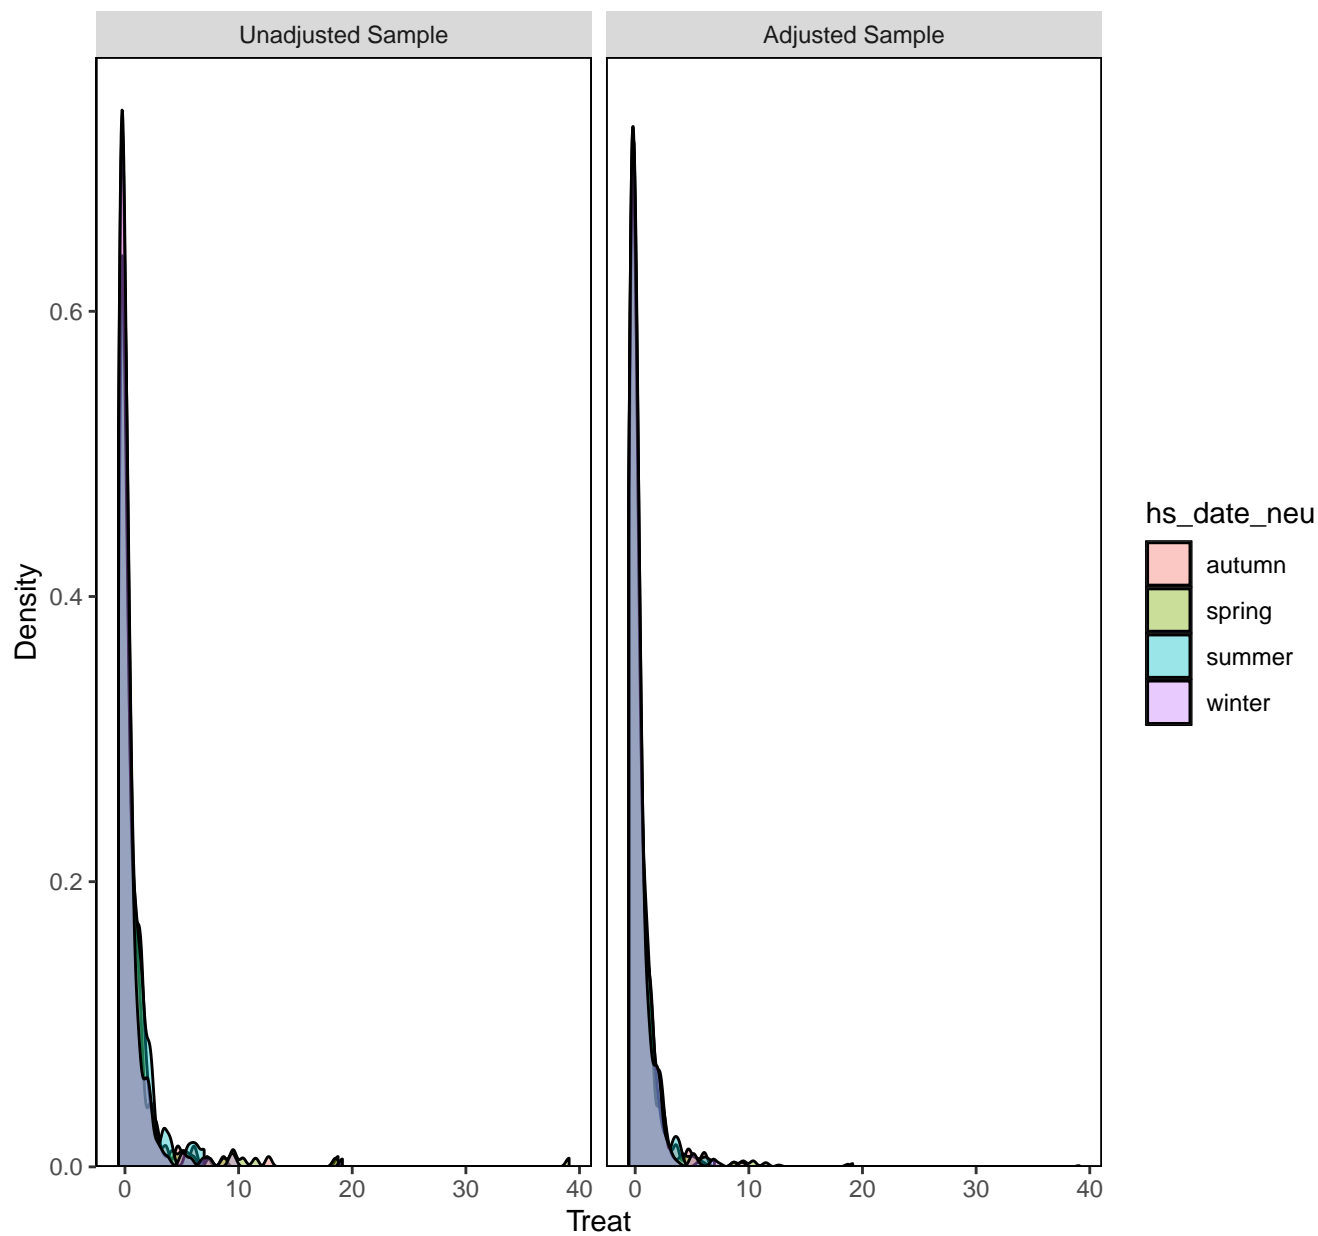 Unadjusted Sample
Adjusted Sample
Density
0.6
0.4
0.2
0.0
0 10 20 30 40
0 10 20 30 40
Treat
hs_date_neu
autumn
spring
summer
winter